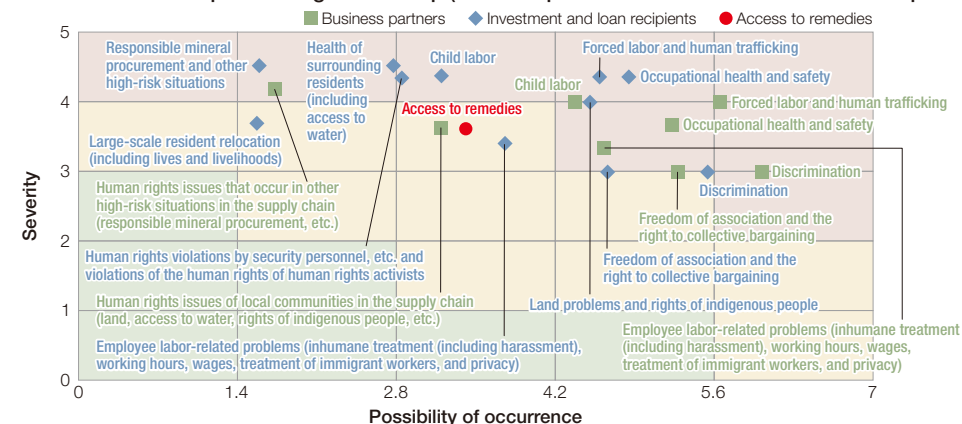 Business partners
Investment and loan recipients
Access to remedies
5
4
3
2
1
0
Severity
Responsible mineral
procurement and other
high-risk situations
Health of
surrounding
residents
(including
access to
water)
Child labor
Forced labor and human trafficking
Occupational health and safety
Child labor
Forced labor and human trafficking
Access to remedies
Occupational health and safety
Large-scale resident relocation
(including lives and livelihoods)
Discrimination
Discrimination
Human rights issues that occur in other
high-risk situations in the supply chain
(responsible mineral procurement, etc.)
Freedom of association and the
right to collective bargaining
Human rights violations by security personnel, etc. and
violations of the human rights of human rights activists
Freedom of association and the
right to collective bargaining
Human rights issues of local communities in the supply chain
(land, access to water, rights of indigenous people, etc.)
Land problems and rights of indigenous people
Employee labor-related problems (inhumane treatment
(including harassment), working hours, wages,
treatment of immigrant workers, and privacy)
Employee labor-related problems (inhumane treatment (including harassment),
working hours, wages, treatment of immigrant workers, and privacy)
0
1.4
2.8
4.2
5.6
7
Possibility of occurrence